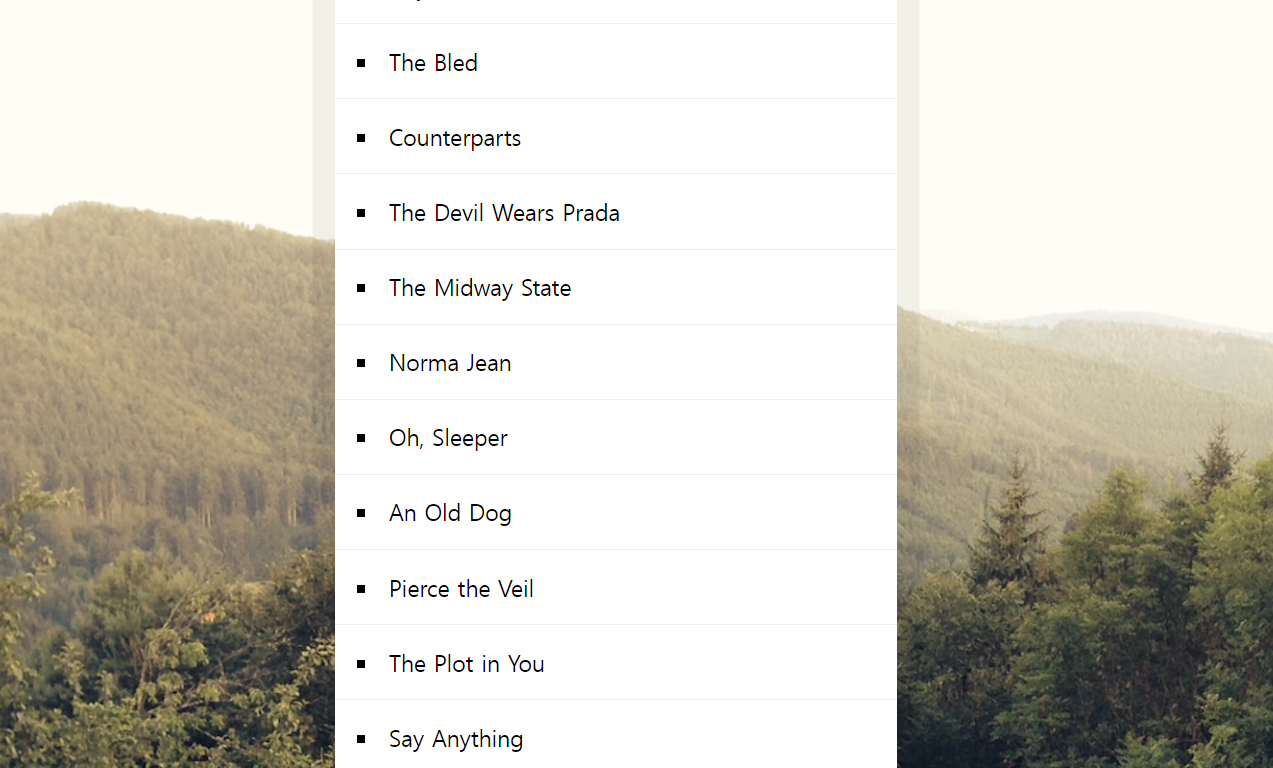 The Bled
Counterparts
The Devil Wears Prada
The Midway State
Norma Jean
Oh, Sleeper
An Old Dog
Pierce the Veil
The Plot in You
Say Anything